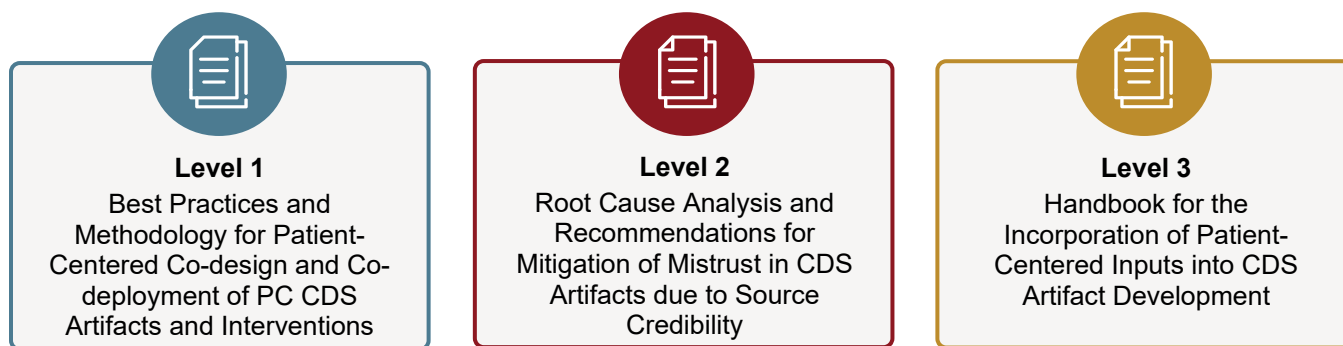 Level 1
Best Practices and
Methodology for Patient-
Centered Co-design and Co-
deployment of PC CDS
Artifacts and Interventions
Level 2
Root Cause Analysis and
Recommendations for
Mitigation of Mistrust in CDS
Artifacts due to Source
Credibility
Level 3
Handbook for the
Incorporation of Patient-
Centered Inputs into CDS
Artifact Development